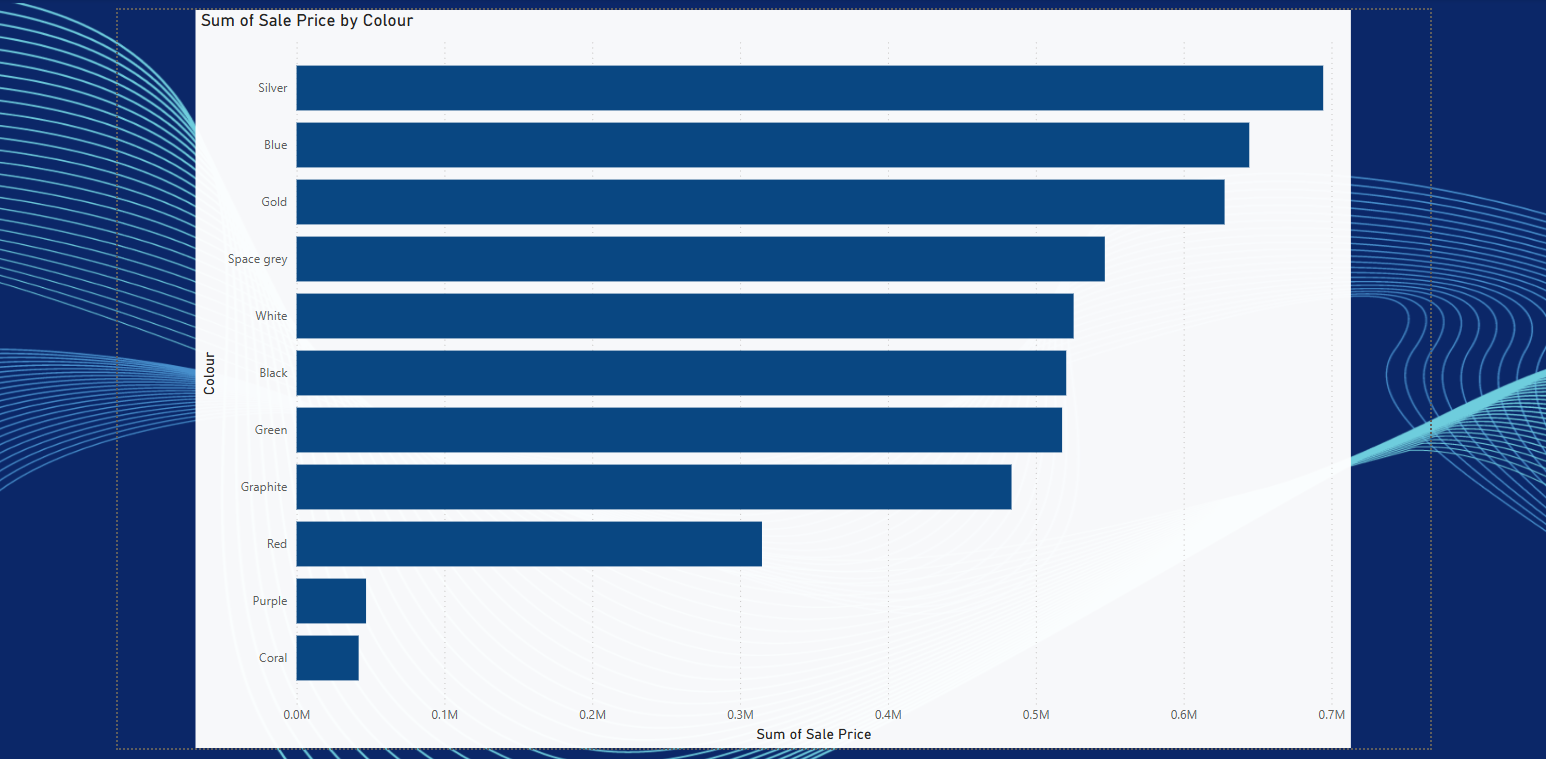 Sum of Sale Price by Colour
Silver
Blue
Gold
Space grey
White
Black
Green
Graphite
Red
Purple
Coral
Colour
0.0M 0.1M 0.2M 0.3M 0.4M 0.5M 0.6M 0.7M
Sum of Sale Price